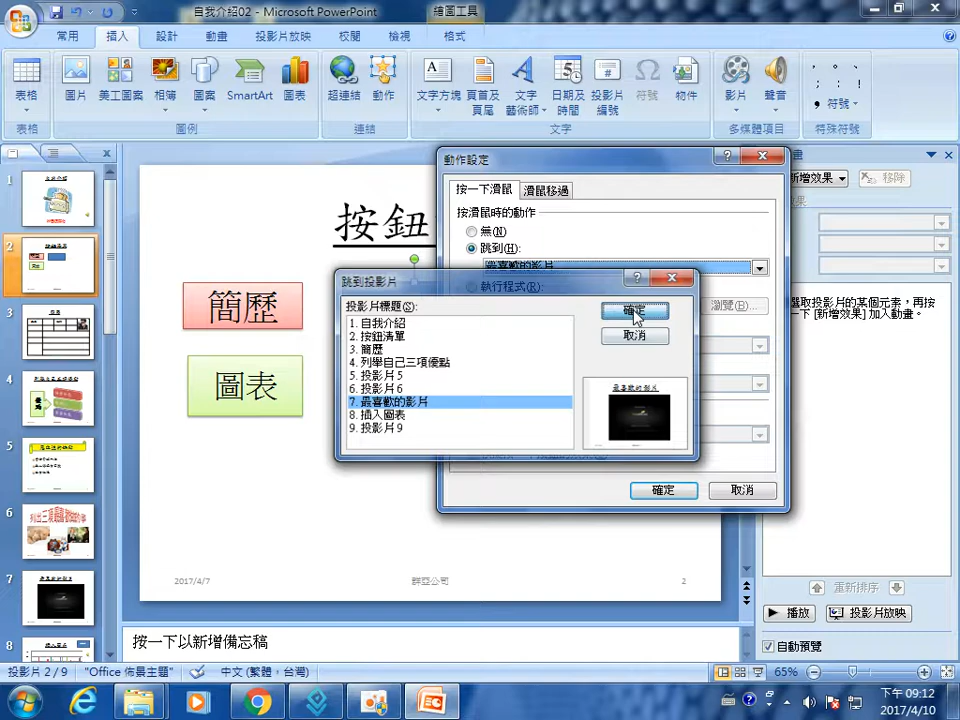 自我介紹02 - Microsoft PowerPoint
繪圖工具
常用 插入 設計 動畫 投影片放映 校閱 檢視 格式
表格 圖片 美工圖案 相簿 圖案 SmartArt 圖表 超連結 動作 文字方塊 頁首及頁尾 文字藝術師 日期及時間 投影片編號 符號 物件 影片 聲音 符號
表格 圖例 連結 文字 多媒體項目 特殊符號
1
2
3
4
5
6
7
8
按鈕
簡歷
圖表
2017/4/7
群亞公司
2
動作設定
按一下滑鼠 滑鼠移過
按滑鼠時的動作
無(N)
跳到(H):
最喜歡的影片
執行程式(R):
瀏覽(B)...
確定 取消
跳到投影片
投影片標題(S):
1. 自我介紹
2. 按鈕清單
3. 簡歷
4. 列舉自己三項優點
5. 投影片 5
6. 投影片 6
7. 最喜歡的影片
8. 插入圖表
9. 投影片 9
確定
取消
最喜歡的影片
新增效果 移除
選取投影片的某個元素，再按
一下 [新增效果] 加入動畫。
重新排序
播放 投影片放映
自動預覽
按一下以新增備忘稿
投影片 2 / 9 "Office 佈景主題" 中文 (繁體，台灣) 65%
下午 09:12
2017/4/10